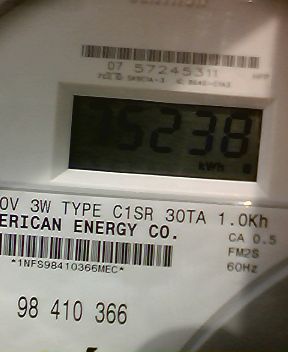 07 57245311
75238
kWh
0V 3W TYPE C1SR 30TA 1.0Kh
ERICAN ENERGY CO. CA 0.5
FM2S
*1NFS98410366MEC* 60Hz
98 410 366